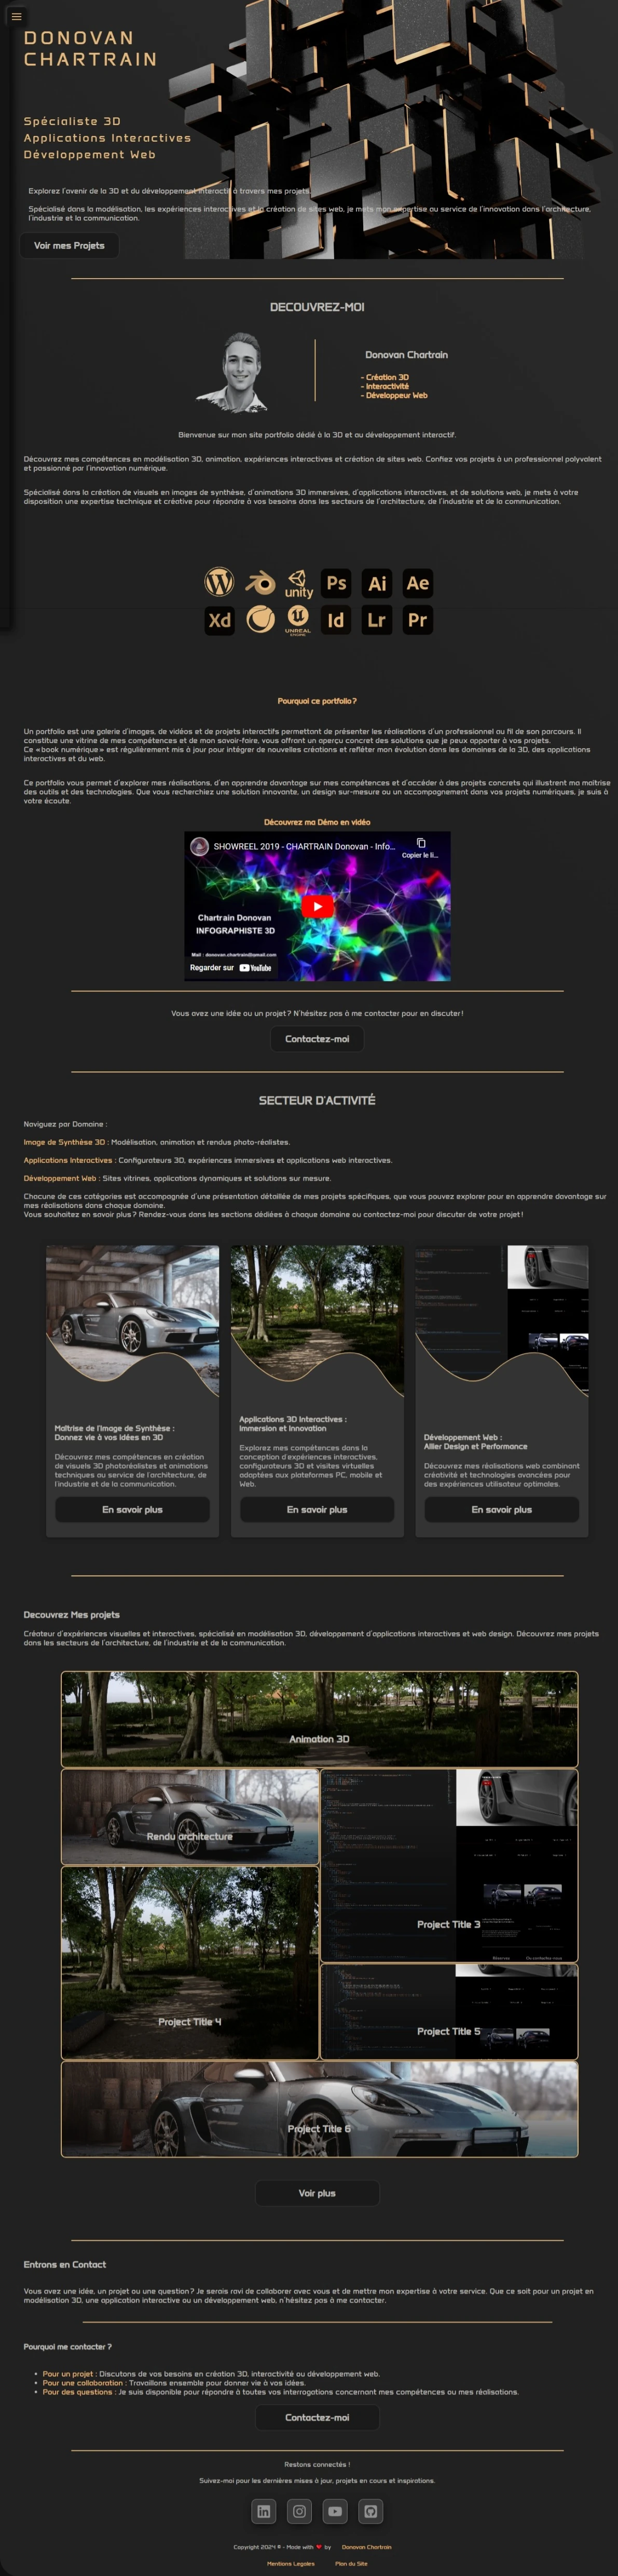 DONOVAN
CHARTRAIN
Spécialiste 3D
Applications Interactives
Développement Web
Explorez l'avenir de la 3D et du développement interactif à travers mes projets.
Spécialisé dans la modélisation, les expériences interactives et la création de sites web, je mets mon expertise au service de l'innovation dans l'architecture,
l'industrie et la communication.
Voir mes Projets
DECOUVREZ-MOI
Donovan Chartrain
- Création 3D
- Interactivité
- Développeur Web
Bienvenue sur mon site portfolio dédié à la 3D et au développement interactif.
Découvrez mes compétences en modélisation 3D, animation, expériences interactives et création de sites web. Confiez vos projets à un professionnel polyvalent
et passionné par l'innovation numérique.
Spécialisé dans la création de visuels en images de synthèse, d'animations 3D immersives, d'applications interactives, et de solutions web, je mets à votre
disposition une expertise technique et créative pour répondre à vos besoins dans les secteurs de l'architecture, de l'industrie et de la communication.
unity Ps Ai Ae
Xd UNREAL ENGINE Id Lr Pr
Pourquoi ce portfolio ?
Un portfolio est une galerie d'images, de vidéos et de projets interactifs permettant de présenter les réalisations d'un professionnel au fil de son parcours. Il
constitue une vitrine de mes compétences et de mon savoir-faire, vous offrant un aperçu concret des solutions que je peux apporter à vos projets.
Ce « book numérique » est régulièrement mis à jour pour intégrer de nouvelles créations et refléter mon évolution dans les domaines de la 3D, des applications
interactives et du web.
Ce portfolio vous permet d'explorer mes réalisations, d'en apprendre davantage sur mes compétences et d'accéder à des projets concrets qui illustrent ma maîtrise
des outils et des technologies. Que vous recherchiez une solution innovante, un design sur-mesure ou un accompagnement dans vos projets numériques, je suis à
votre écoute.
Découvrez ma Démo en vidéo
SHOWREEL 2019 - CHARTRAIN Donovan - Info...
Copier le li...
Chartrain Donovan
INFOGRAPHISTE 3D
Mail : donovan.chartrain@gmail.com
Regarder sur YouTube
Vous avez une idée ou un projet ? N'hésitez pas à me contacter pour en discuter !
Contactez-moi
SECTEUR D'ACTIVITÉ
Naviguez par Domaine :
Image de Synthèse 3D : Modélisation, animation et rendus photo-réalistes.
Applications Interactives : Configurateurs 3D, expériences immersives et applications web interactives.
Développement Web : Sites vitrines, applications dynamiques et solutions sur mesure.
Chacune de ces catégories est accompagnée d'une présentation détaillée de mes projets spécifiques, que vous pouvez explorer pour en apprendre davantage sur
mes réalisations dans chaque domaine.
Vous souhaitez en savoir plus ? Rendez-vous dans les sections dédiées à chaque domaine ou contactez-moi pour discuter de votre projet !
Maîtrise de l'Image de Synthèse :
Donnez vie à vos Idées en 3D
Découvrez mes compétences en création
de visuels 3D photoréalistes et animations
techniques au service de l'architecture, de
l'industrie et de la communication.
En savoir plus
Applications 3D Interactives :
Immersion et Innovation
Explorez mes compétences dans la
conception d'expériences interactives,
configurateurs 3D et visites virtuelles
adaptées aux plateformes PC, mobile et
Web.
En savoir plus
Développement Web :
Allier Design et Performance
Découvrez mes réalisations web combinant
créativité et technologies avancées pour
des expériences utilisateur optimales.
En savoir plus
Decouvrez Mes projets
Créateur d'expériences visuelles et interactives, spécialisé en modélisation 3D, développement d'applications interactives et web design. Découvrez mes projets
dans les secteurs de l'architecture, de l'industrie et de la communication.
Animation 3D
Rendu architecture
Project Title 3
Project Title 4
Project Title 5
Project Title 6
Voir plus
Entrons en Contact
Vous avez une idée, un projet ou une question ? Je serais ravi de collaborer avec vous et de mettre mon expertise à votre service. Que ce soit pour un projet en
modélisation 3D, une application interactive ou un développement web, n'hésitez pas à me contacter.
Pourquoi me contacter ?
• Pour un projet : Discutons de vos besoins en création 3D, interactivité ou développement web.
• Pour une collaboration : Travaillons ensemble pour donner vie à vos idées.
• Pour des questions : Je suis disponible pour répondre à toutes vos interrogations concernant mes compétences ou mes réalisations.
Contactez-moi
Restons connectés !
Suivez-moi pour les dernières mises à jour, projets en cours et inspirations.
Copyright 2024 © - Made with ❤ by Donovan Chartrain
Mentions Legales Plan du Site